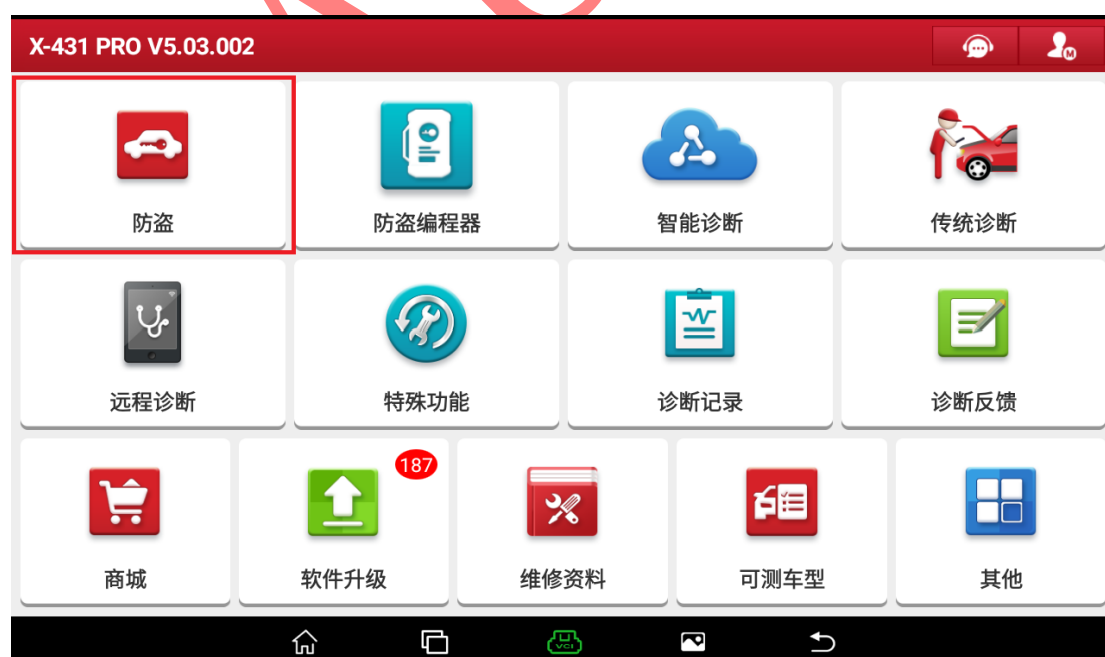 X-431 PRO V5.03.002
M
防盗
防盗编程器
智能诊断
传统诊断
远程诊断
特殊功能
诊断记录
诊断反馈
187
商城
软件升级
维修资料
可测车型
其他
VCI